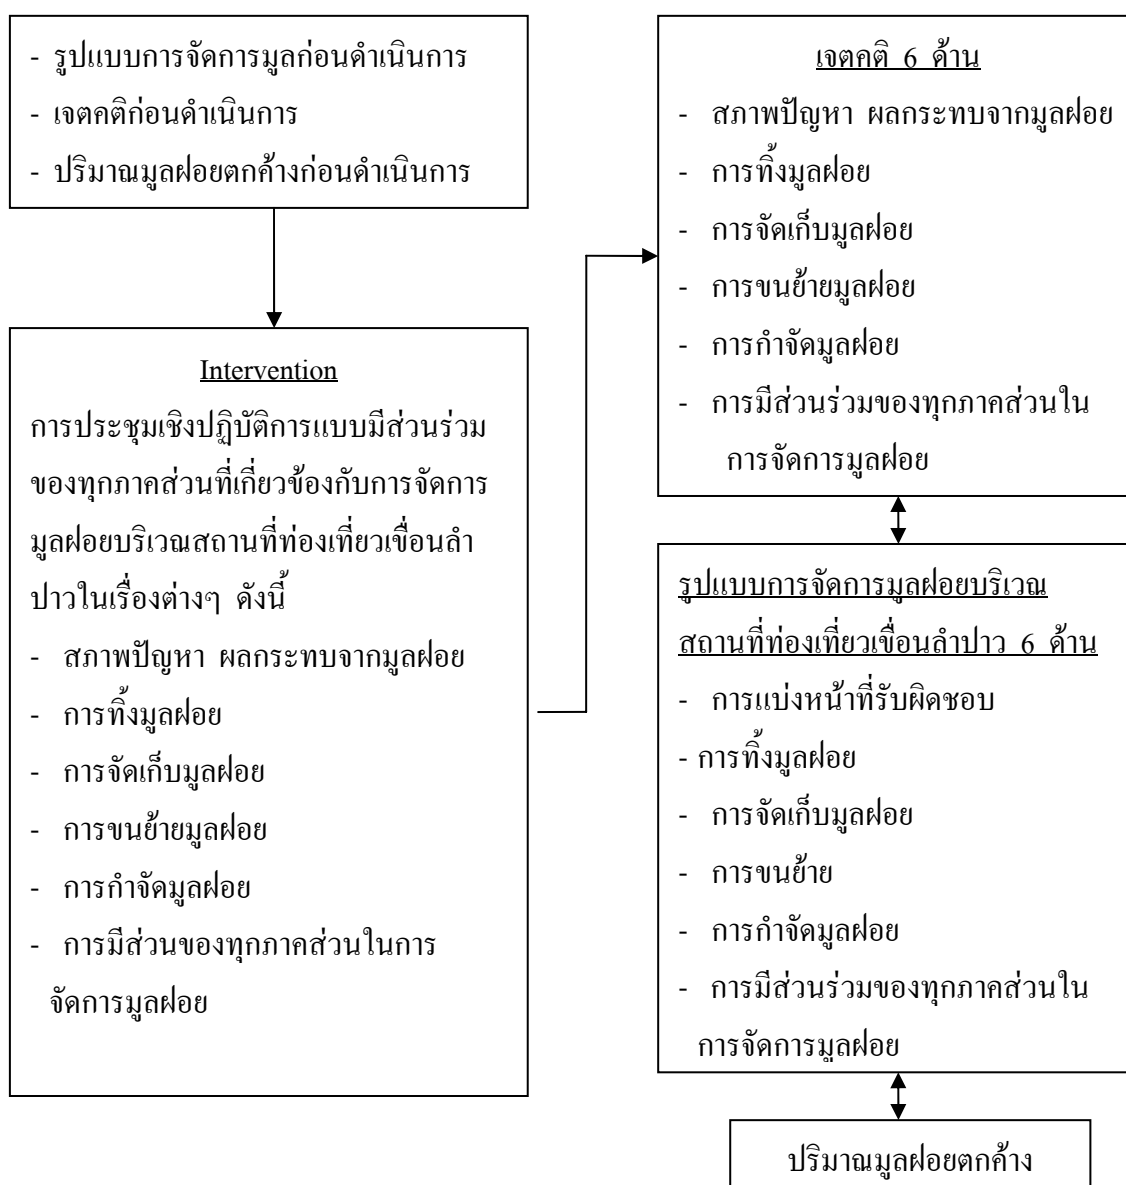 - รูปแบบการจัดการมูลก่อนดำเนินการ
- เจตคติก่อนดำเนินการ
- ปริมาณมูลฝอยตกค้างก่อนดำเนินการ
Intervention
การประชุมเชิงปฏิบัติการแบบมีส่วนร่วม
ของทุกภาคส่วนที่เกี่ยวข้องกับการจัดการ
มูลฝอยบริเวณสถานที่ท่องเที่ยวเขื่อนลำ
ปาวในเรื่องต่างๆ ดังนี้
- สภาพปัญหา ผลกระทบจากมูลฝอย
- การทิ้งมูลฝอย
- การจัดเก็บมูลฝอย
- การขนย้ายมูลฝอย
- การกำจัดมูลฝอย
- การมีส่วนของทุกภาคส่วนในการ
จัดการมูลฝอย
เจตคติ 6 ด้าน
- สภาพปัญหา ผลกระทบจากมูลฝอย
- การทิ้งมูลฝอย
- การจัดเก็บมูลฝอย
- การขนย้ายมูลฝอย
- การกำจัดมูลฝอย
- การมีส่วนร่วมของทุกภาคส่วนใน
การจัดการมูลฝอย
รูปแบบการจัดการมูลฝอยบริเวณ
สถานที่ท่องเที่ยวเขื่อนลำปาว 6 ด้าน
- การแบ่งหน้าที่รับผิดชอบ
- การทิ้งมูลฝอย
- การจัดเก็บมูลฝอย
- การขนย้าย
- การกำจัดมูลฝอย
- การมีส่วนร่วมของทุกภาคส่วนใน
การจัดการมูลฝอย
ปริมาณมูลฝอยตกค้าง